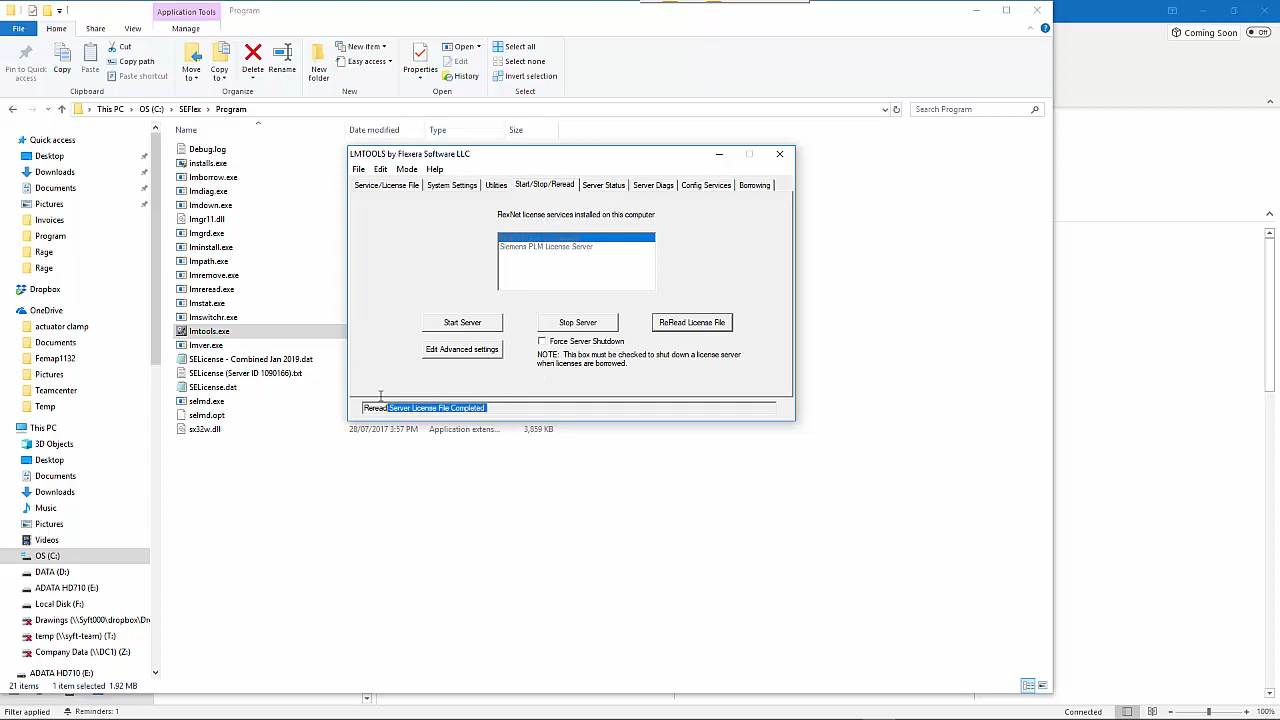 Application Tools
Program
File
Home
Share
View
Manage
Coming Soon
Off
Pin to Quick
access
Copy
Paste
Cut
Copy path
Paste shortcut
Clipboard
Move
to
Copy
to
Delete
Rename
Organize
New
folder
New item
Easy access
New
Properties
Open
Edit
History
Open
Select all
Select none
Invert selection
Select
This PC
OS (C:)
SEFlex
Program
Search Program
Name
Date modified
Type
Size
Quick access
Desktop
Downloads
Documents
Pictures
Invoices
Program
Rage
Rage
Dropbox
OneDrive
actuator clamp
Documents
Femap1132
Pictures
Teamcenter
Temp
This PC
3D Objects
Desktop
Documents
Downloads
Music
Pictures
Videos
OS (C:)
DATA (D:)
ADATA HD710 (E:)
Local Disk (F:)
Drawings (\\Syft000\dropbox\Dr
temp (\\syft-team) (T:)
Company Data (\\DC1) (Z:)
ADATA HD710 (E:)
Debug.log
installs.exe
lmborrow.exe
lmdiag.exe
lmdown.exe
lmgr11.dll
lmgrd.exe
lminstall.exe
lmpath.exe
lmremove.exe
lmreread.exe
lmstat.exe
lmswitchr.exe
lmtools.exe
lmver.exe
SELicense - Combined Jan 2019.dat
SELicense (Server ID 1090166).txt
SELicense.dat
selmd.exe
selmd.opt
sx32w.dll
28/07/2017 3:57 PM
Application extens...
3,859 KB
LMTOOLS by Flexera Software LLC
File
Edit
Mode
Help
Service/License File
System Settings
Utilities
Start/Stop/Reread
Server Status
Server Diags
Config Services
Borrowing
FlexNet license services installed on this computer
Siemens PLM License Server
Start Server
Stop Server
ReRead License File
Edit Advanced settings
Force Server Shutdown
NOTE: This box must be checked to shut down a license server
when licenses are borrowed.
Reread Server License File Completed
21 items
1 item selected 1.92 MB
Filter applied
Reminders: 1
Connected
100%